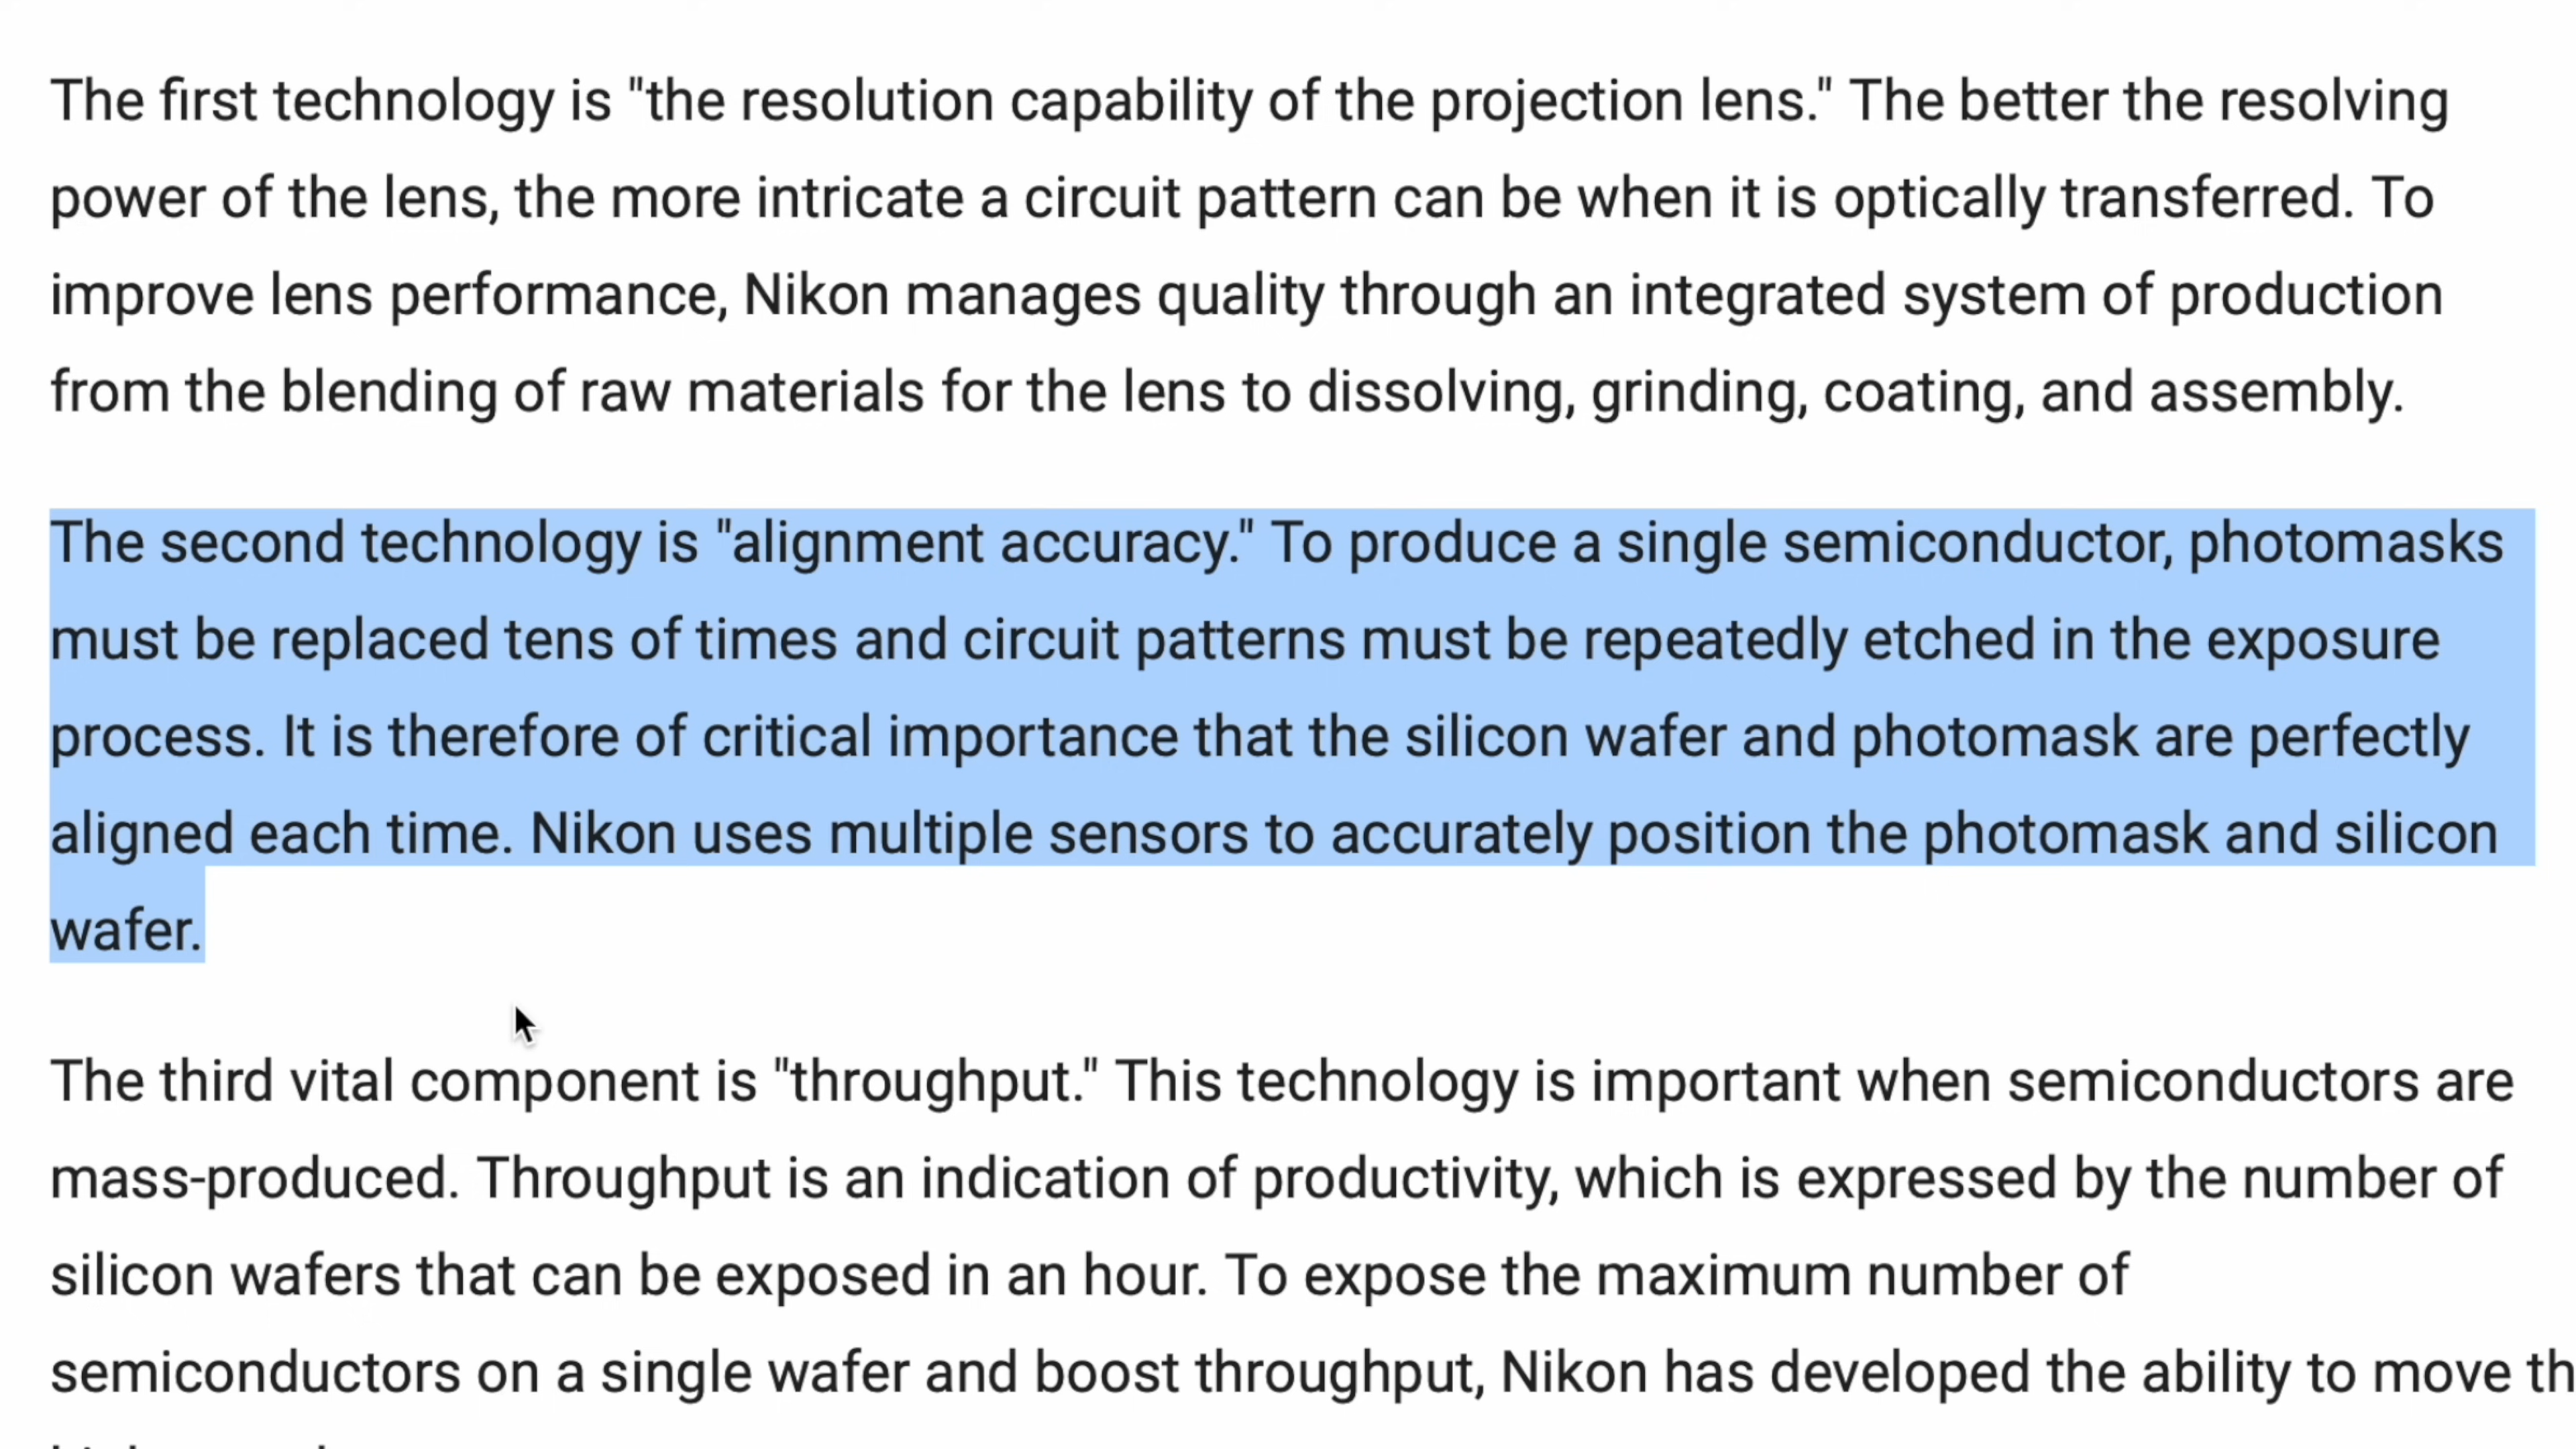 The first technology is "the resolution capability of the projection lens." The better the resolving
power of the lens, the more intricate a circuit pattern can be when it is optically transferred. To
improve lens performance, Nikon manages quality through an integrated system of production
from the blending of raw materials for the lens to dissolving, grinding, coating, and assembly.
The second technology is "alignment accuracy." To produce a single semiconductor, photomasks
must be replaced tens of times and circuit patterns must be repeatedly etched in the exposure
process. It is therefore of critical importance that the silicon wafer and photomask are perfectly
aligned each time. Nikon uses multiple sensors to accurately position the photomask and silicon
wafer.
The third vital component is "throughput." This technology is important when semiconductors are
mass-produced. Throughput is an indication of productivity, which is expressed by the number of
silicon wafers that can be exposed in an hour. To expose the maximum number of
semiconductors on a single wafer and boost throughput, Nikon has developed the ability to move th